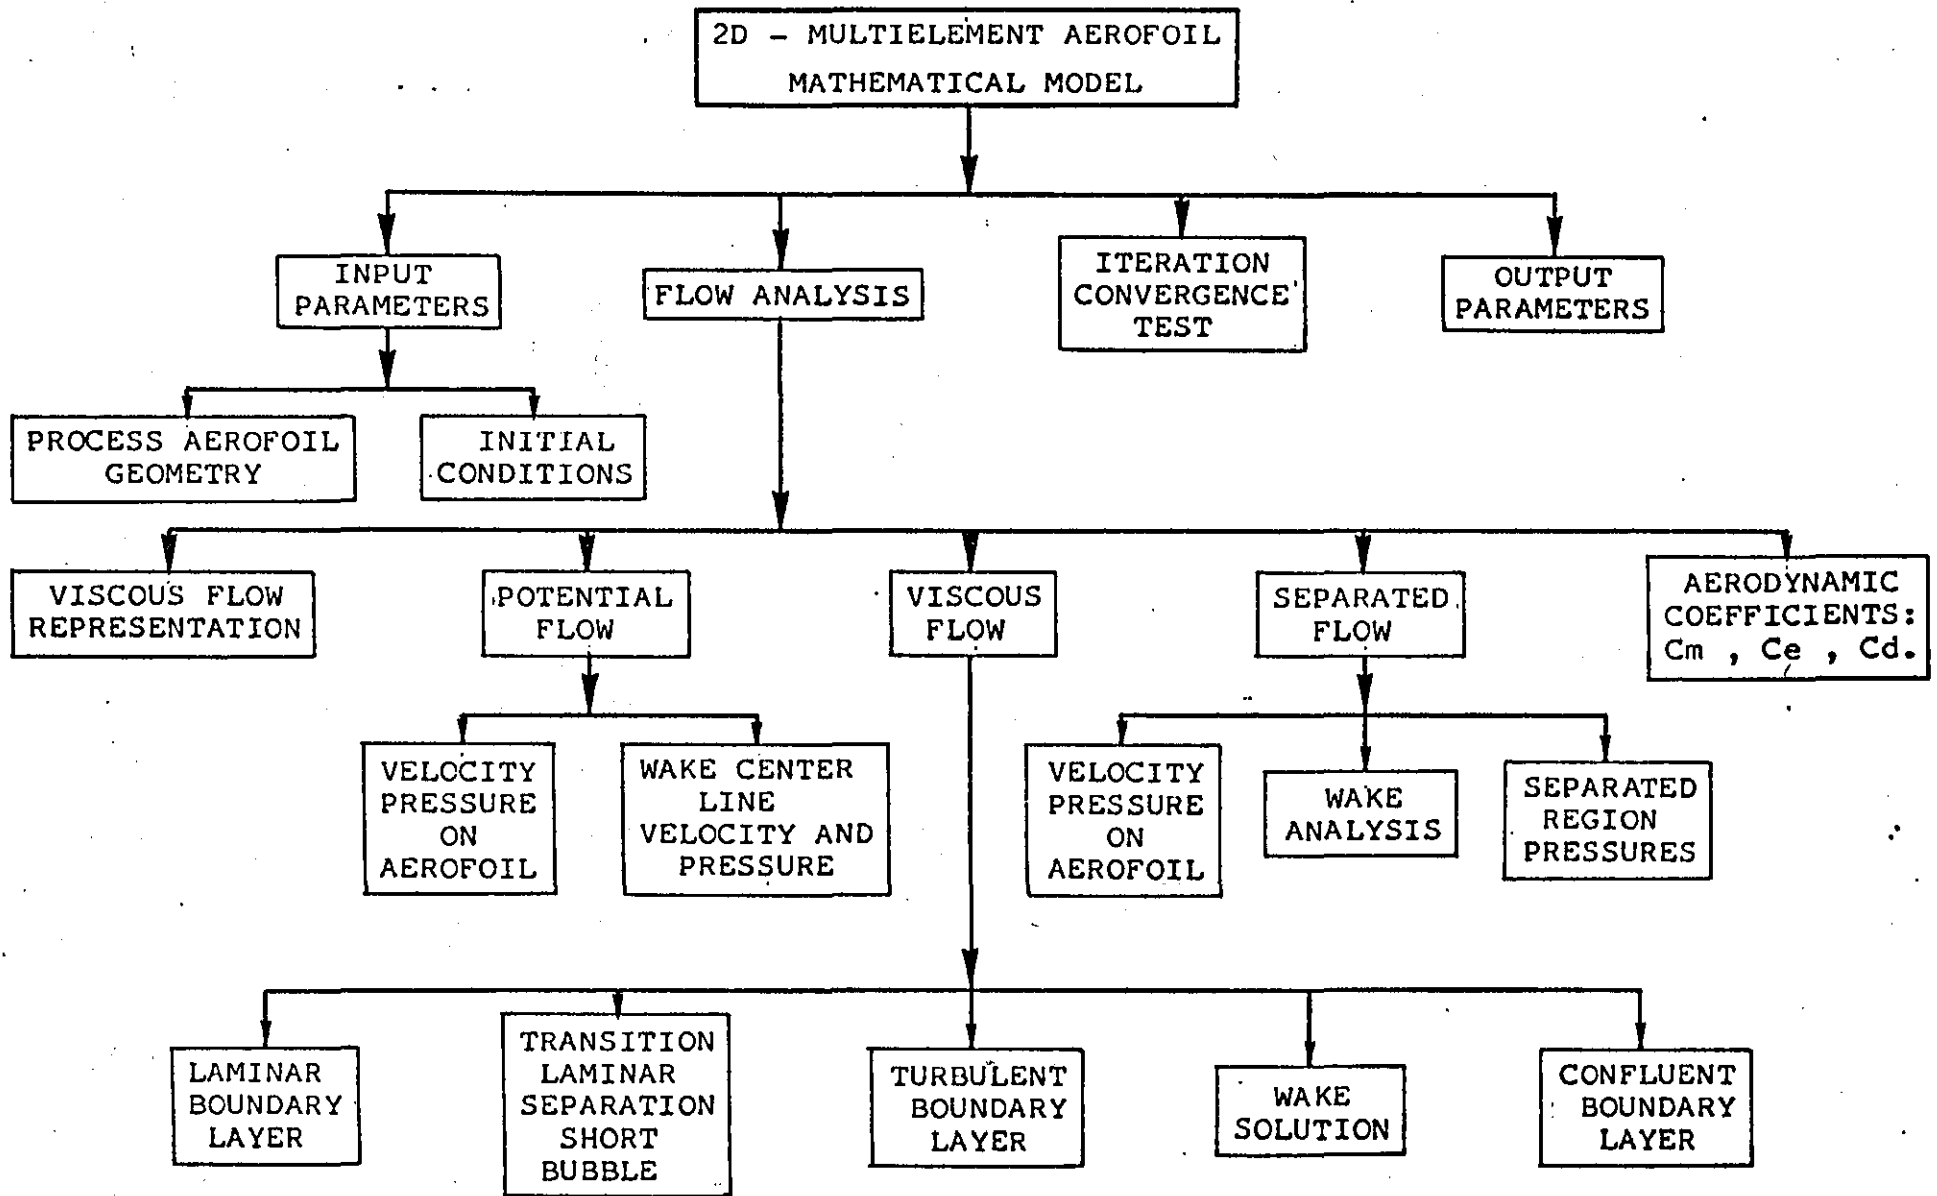 2D - MULTIELEMENT AEROFOIL
MATHEMATICAL MODEL
INPUT
PARAMETERS
FLOW ANALYSIS
ITERATION
CONVERGENCE
TEST
OUTPUT
PARAMETERS
PROCESS AEROFOIL
GEOMETRY
INITIAL
CONDITIONS
VISCOUS FLOW
REPRESENTATION
POTENTIAL
FLOW
VISCOUS
FLOW
SEPARATED
FLOW
AERODYNAMIC
COEFFICIENTS:
Cm , Ce , Cd.
VELOCITY
PRESSURE
ON
AEROFOIL
WAKE CENTER
LINE
VELOCITY AND
PRESSURE
VELOCITY
PRESSURE
ON
AEROFOIL
WAKE
ANALYSIS
SEPARATED
REGION
PRESSURES
LAMINAR
BOUNDARY
LAYER
TRANSITION
LAMINAR
SEPARATION
SHORT
BUBBLE
TURBULENT
BOUNDARY
LAYER
WAKE
SOLUTION
CONFLUENT
BOUNDARY
LAYER